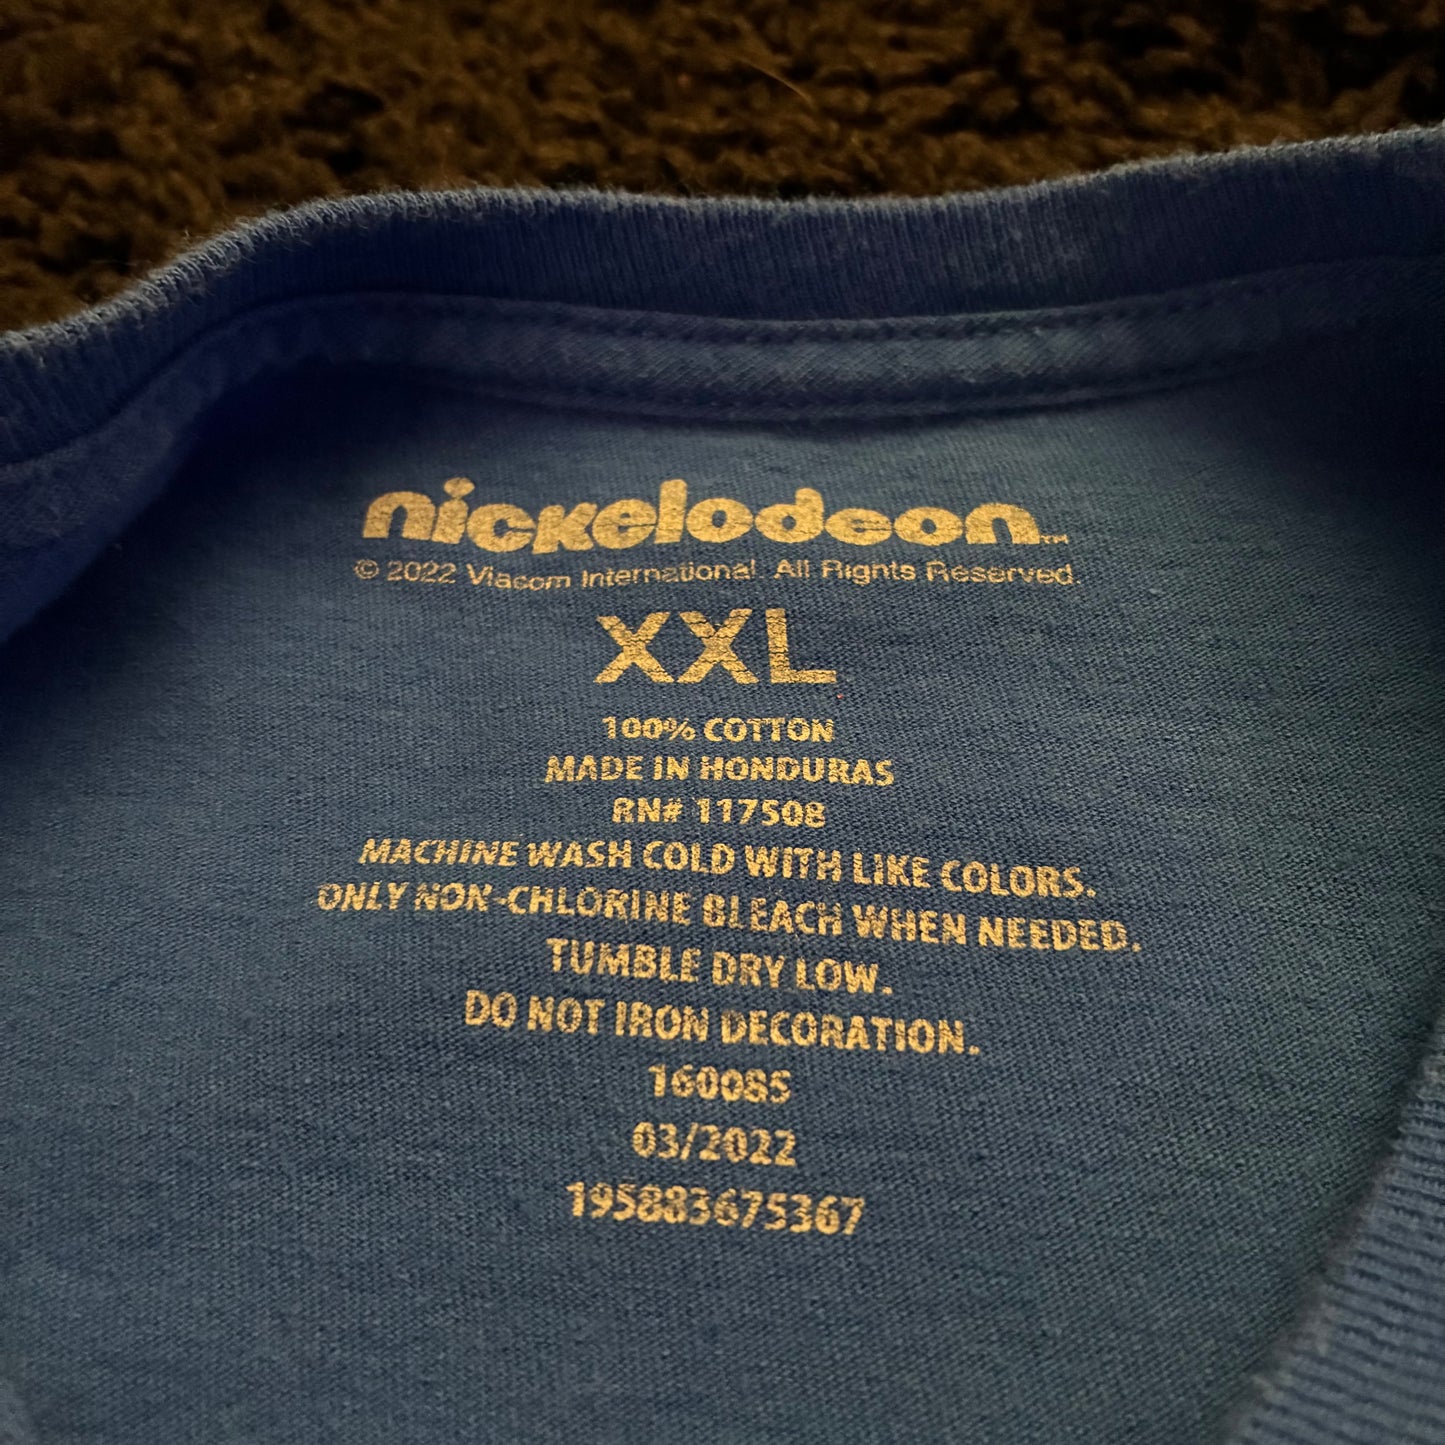 nickelodeon™
© 2022 Viacom International. All Rights Reserved.
XXL
100% COTTON
MADE IN HONDURAS
RN# 117508
MACHINE WASH COLD WITH LIKE COLORS.
ONLY NON-CHLORINE BLEACH WHEN NEEDED.
TUMBLE DRY LOW.
DO NOT IRON DECORATION.
160085
03/2022
195883675367